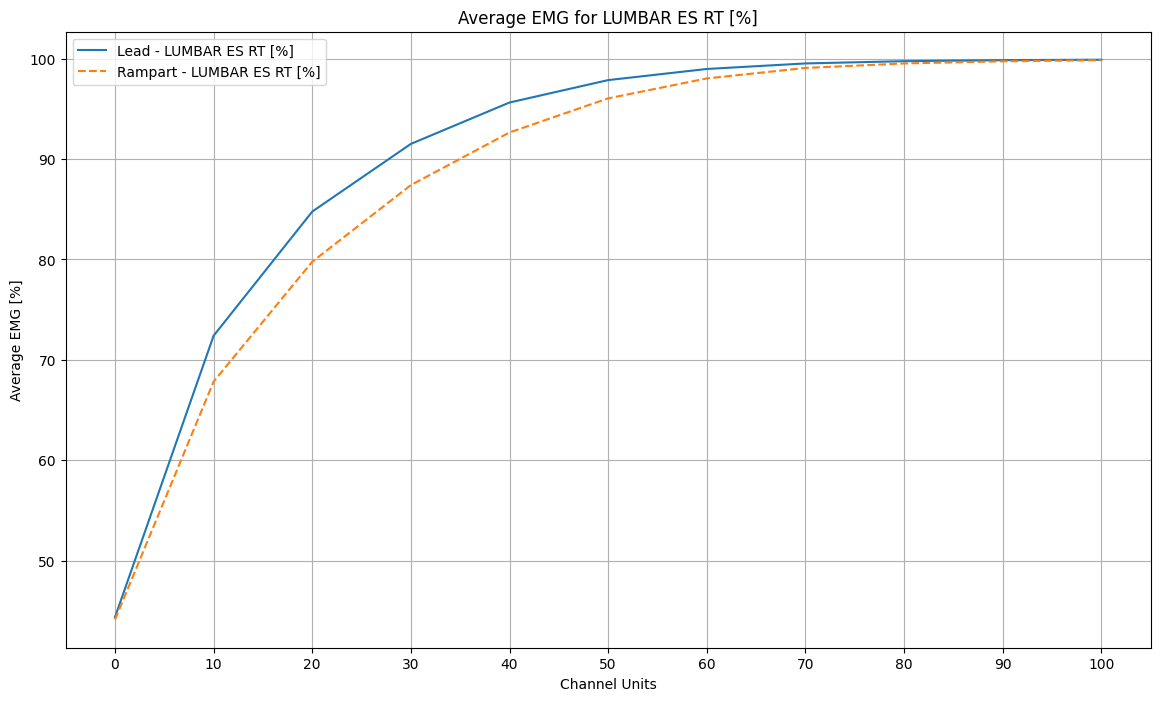 Average EMG for LUMBAR ES RT [%]
Lead - LUMBAR ES RT [%]
Rampart - LUMBAR ES RT [%]
Average EMG [%]
100
90
80
70
60
50
0 10 20 30 40 50 60 70 80 90 100
Channel Units